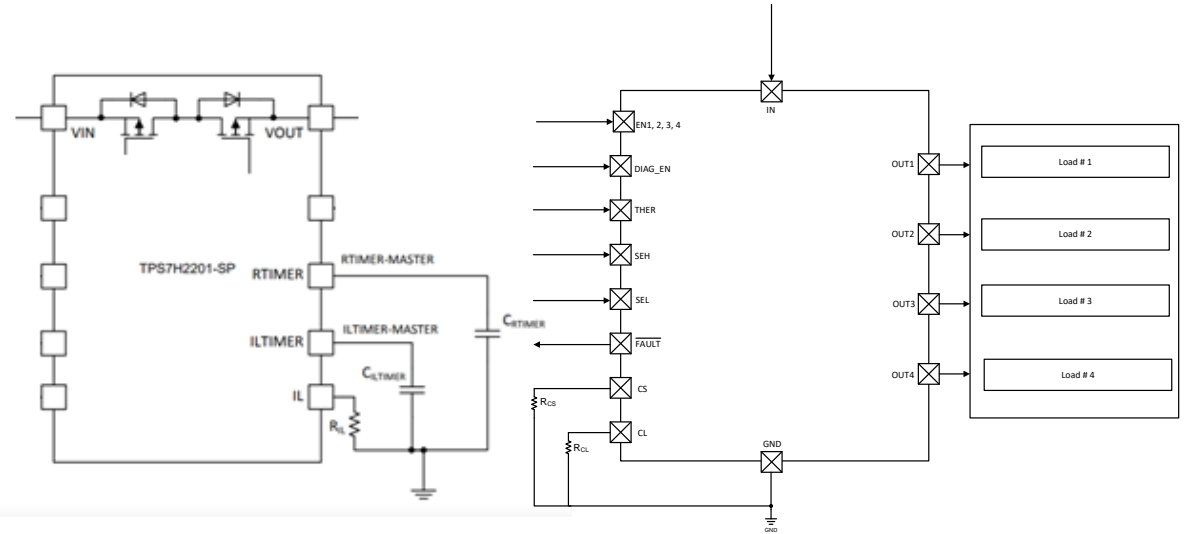 VIN
VOUT
TPS7H2201-SP
RTIMER
RTIMER-MASTER
ILTIMER
ILTIMER-MASTER
CRTIMER
CILTIMER
IL
RIL
IN
EN1, 2, 3, 4
DIAG_EN
THER
SEH
SEL
FAULT
CS
RCS
CL
RCL
GND
GND
OUT1
OUT2
OUT3
OUT4
Load # 1
Load # 2
Load # 3
Load # 4